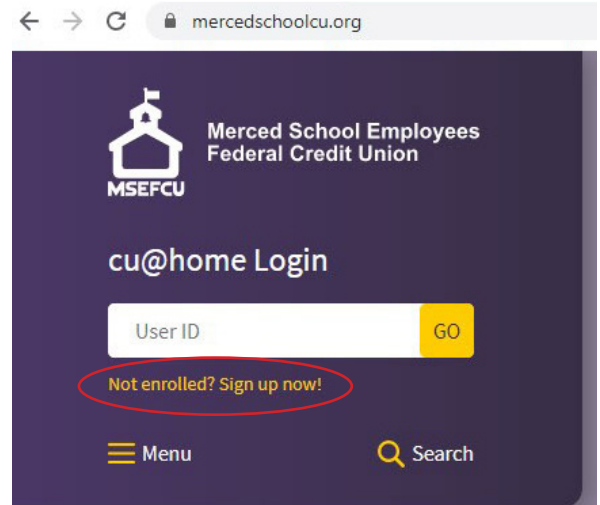 mercedschoolcu.org
Merced School Employees
Federal Credit Union
MSEFCU
cu@home Login
User ID
GO
Not enrolled? Sign up now!
Menu
Search